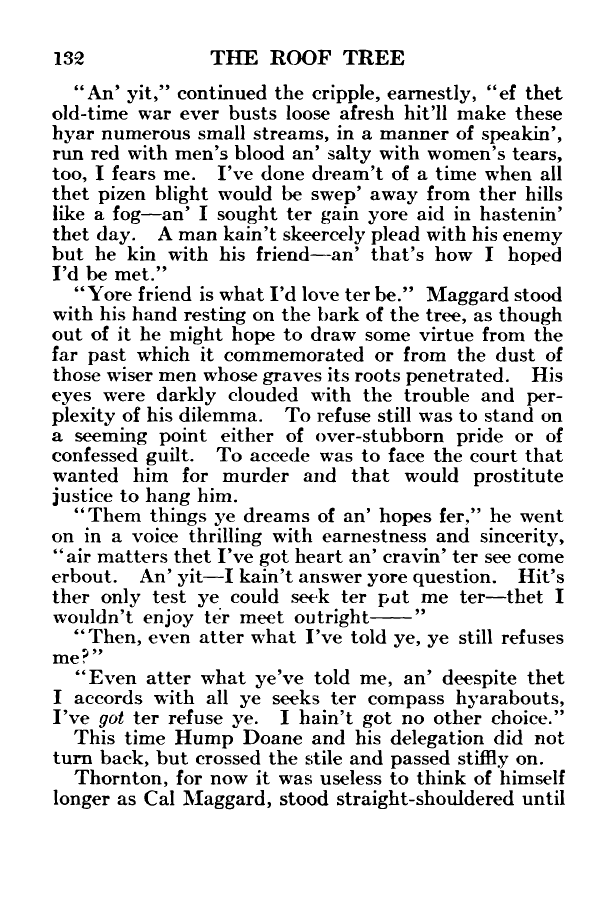 132 THE ROOF TREE
“An’ yit,” continued the cripple, earnestly, “ef thet
old-time war ever busts loose afresh hit’ll make these
hyar numerous small streams, in a manner of speakin’,
run red with men’s blood an’ salty with women’s tears,
too, I fears me. I’ve done dream’t of a time when all
thet pizen blight would be swep’ away from ther hills
like a fog—an’ I sought ter gain yore aid in hastenin’
thet day. A man kain’t skeercely plead with his enemy
but he kin with his friend—an’ that’s how I hoped
I’d be met.”
“Yore friend is what I’d love ter be.” Maggard stood
with his hand resting on the bark of the tree, as though
out of it he might hope to draw some virtue from the
far past which it commemorated or from the dust of
those wiser men whose graves its roots penetrated. His
eyes were darkly clouded with the trouble and per-
plexity of his dilemma. To refuse still was to stand on
a seeming point either of over-stubborn pride or of
confessed guilt. To accede was to face the court that
wanted him for murder and that would prostitute
justice to hang him.
“Them things ye dreams of an’ hopes fer,” he went
on in a voice thrilling with earnestness and sincerity,
“air matters thet I’ve got heart an’ cravin’ ter see come
erbout. An’ yit—I kain’t answer yore question. Hit’s
ther only test ye could seek ter put me ter—thet I
wouldn’t enjoy ter meet outright——”
“Then, even atter what I’ve told ye, ye still refuses
me?”
“Even atter what ye’ve told me, an’ deespite thet
I accords with all ye seeks ter compass hyarabouts,
I’ve got ter refuse ye. I hain’t got no other choice.”
This time Hump Doane and his delegation did not
turn back, but crossed the stile and passed stiffly on.
Thornton, for now it was useless to think of himself
longer as Cal Maggard, stood straight-shouldered until